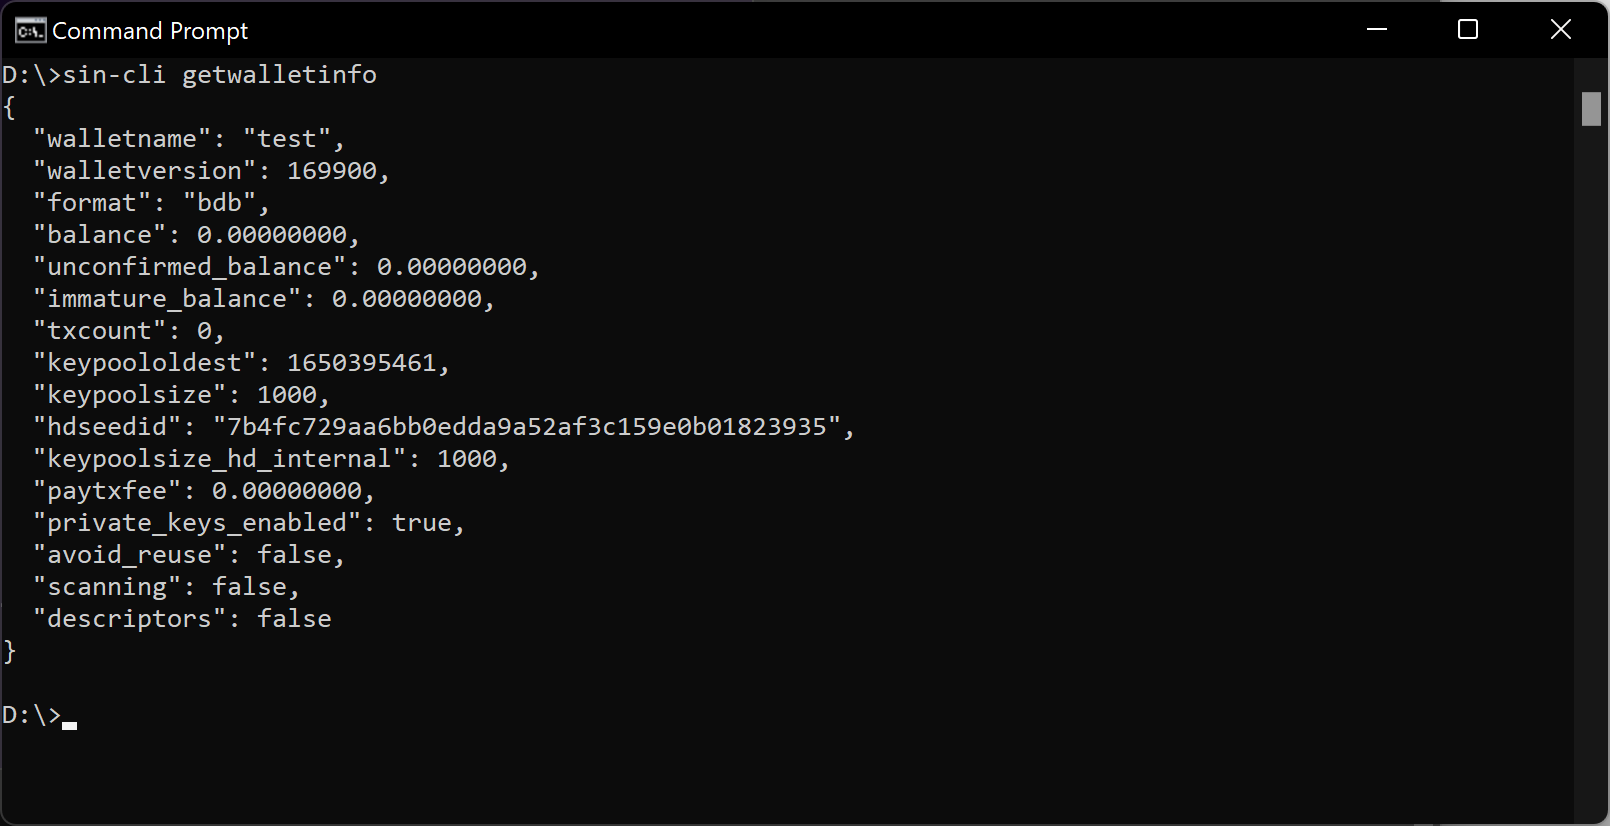 Command Prompt
D:\>sin-cli getwalletinfo
{
  "walletname": "test",
  "walletversion": 169900,
  "format": "bdb",
  "balance": 0.00000000,
  "unconfirmed_balance": 0.00000000,
  "immature_balance": 0.00000000,
  "txcount": 0,
  "keypoololdest": 1650395461,
  "keypoolsize": 1000,
  "hdseedid": "7b4fc729aa6bb0edda9a52af3c159e0b01823935",
  "keypoolsize_hd_internal": 1000,
  "paytxfee": 0.00000000,
  "private_keys_enabled": true,
  "avoid_reuse": false,
  "scanning": false,
  "descriptors": false
}
D:\>